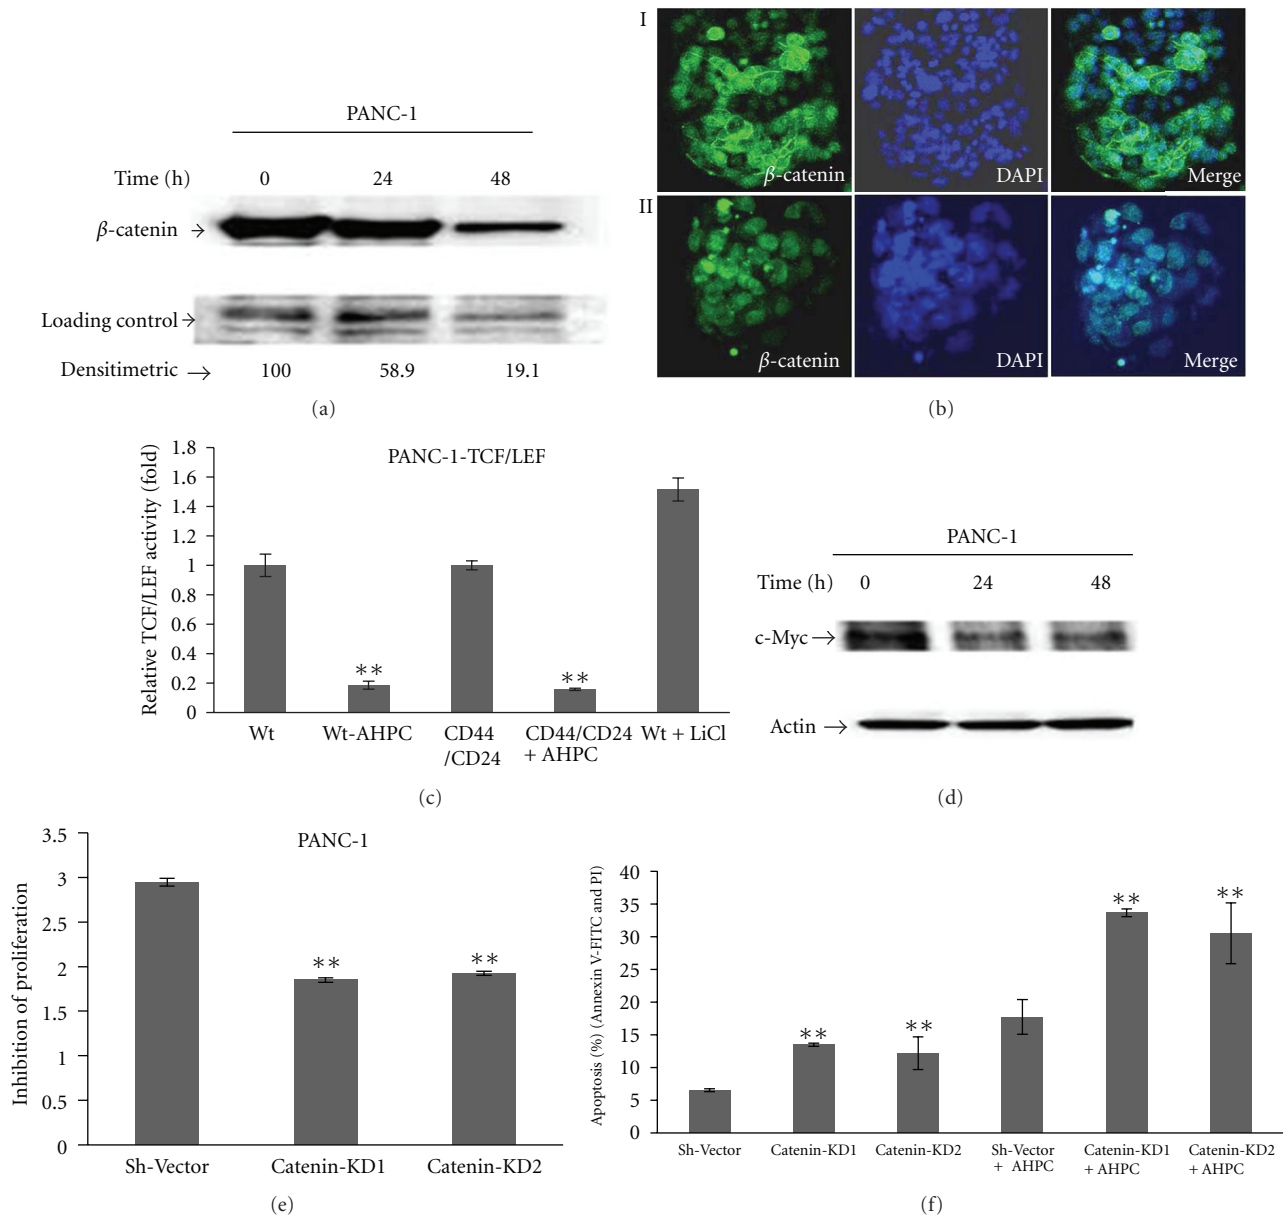 PANC-1
Time (h) 0 24 48
β-catenin →
Loading control →
Densitimetric → 100 58.9 19.1
(a)
I
β-catenin DAPI Merge
II
β-catenin DAPI Merge
(b)
PANC-1-TCF/LEF
Relative TCF/LEF activity (fold)
1.8
1.6
1.4
1.2
1
0.8
0.6
0.4
0.2
0
** **
Wt Wt-AHPC CD44 CD44/CD24 Wt + LiCl
/CD24 + AHPC
(c)
PANC-1
Time (h) 0 24 48
c-Myc →
Actin →
(d)
PANC-1
Inhibition of proliferation
3.5
3
2.5
2
1.5
1
0.5
0
** **
Sh-Vector Catenin-KD1 Catenin-KD2
(e)
Apoptosis (%) (Annexin V-FITC and PI)
40
35
30
25
20
15
10
5
0
** ** ** **
Sh-Vector Catenin-KD1 Catenin-KD2 Sh-Vector Catenin-KD1 Catenin-KD2
+ AHPC + AHPC + AHPC
(f)